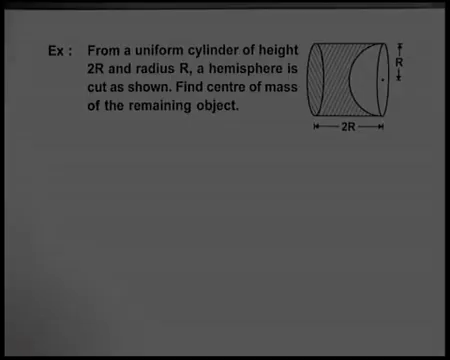 Ex : From a uniform cylinder of height
2R and radius R, a hemisphere is
cut as shown. Find centre of mass
of the remaining object.
R
2R